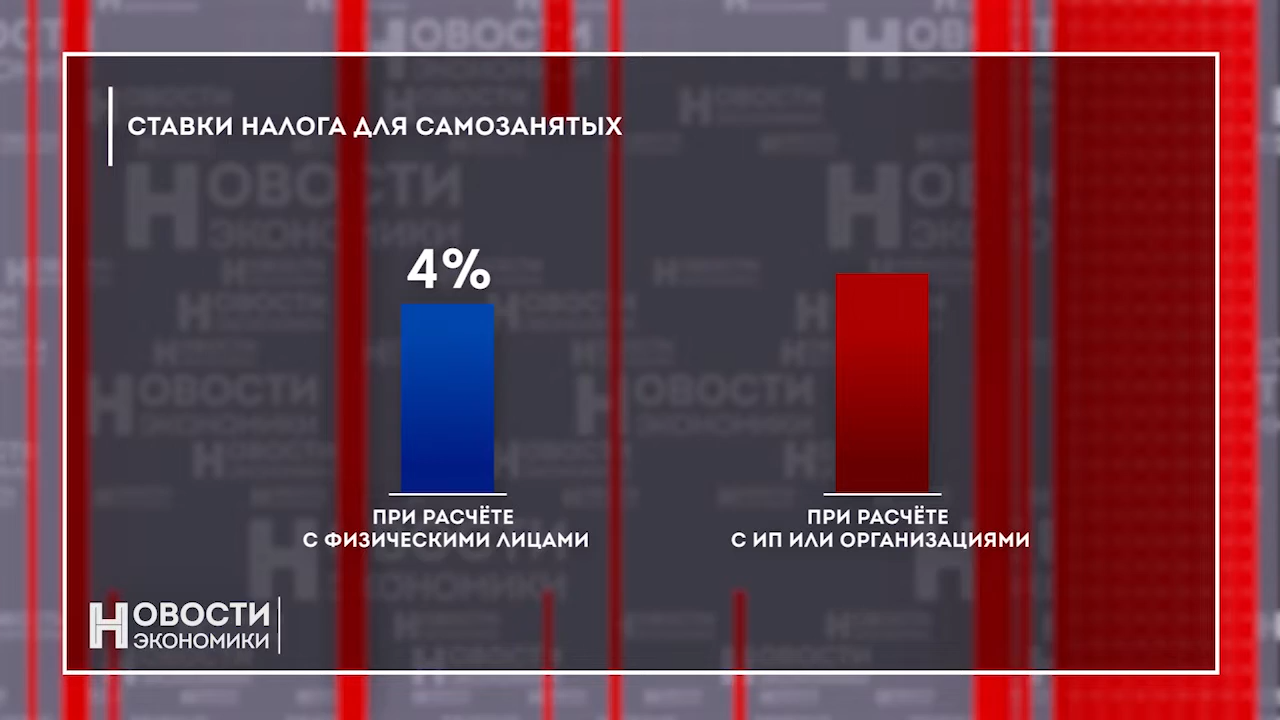 СТАВКИ НАЛОГА ДЛЯ САМОЗАНЯТЫХ
4%
ПРИ РАСЧЁТЕ
С ФИЗИЧЕСКИМИ ЛИЦАМИ
ПРИ РАСЧЁТЕ
С ИП ИЛИ ОРГАНИЗАЦИЯМИ
НОВОСТИ
ЭКОНОМИКИ